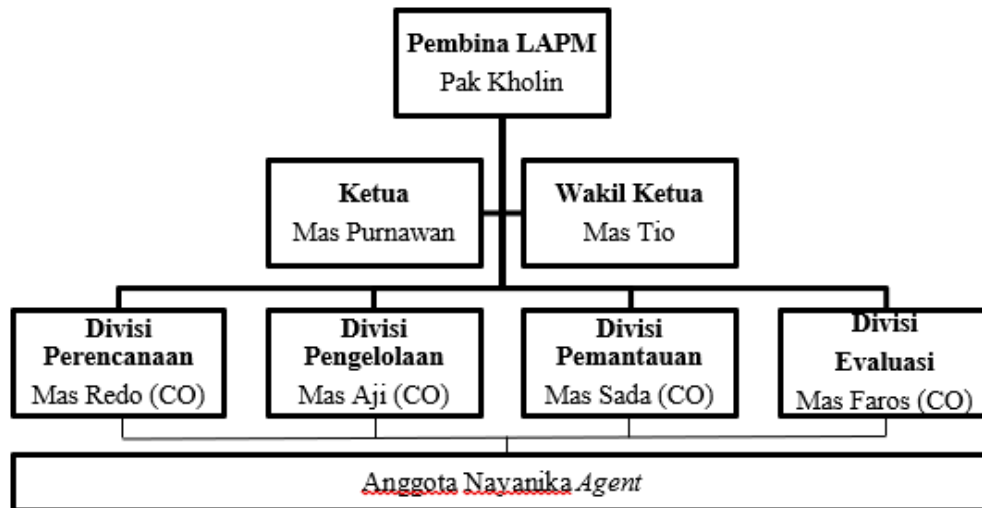 Pembina LAPM
Pak Kholin
Ketua
Mas Purnawan
Wakil Ketua
Mas Tio
Divisi
Perencanaan
Mas Redo (CO)
Divisi
Pengelolaan
Mas Aji (CO)
Divisi
Pemantauan
Mas Sada (CO)
Divisi
Evaluasi
Mas Faros (CO)
Anggota Nayanika Agent